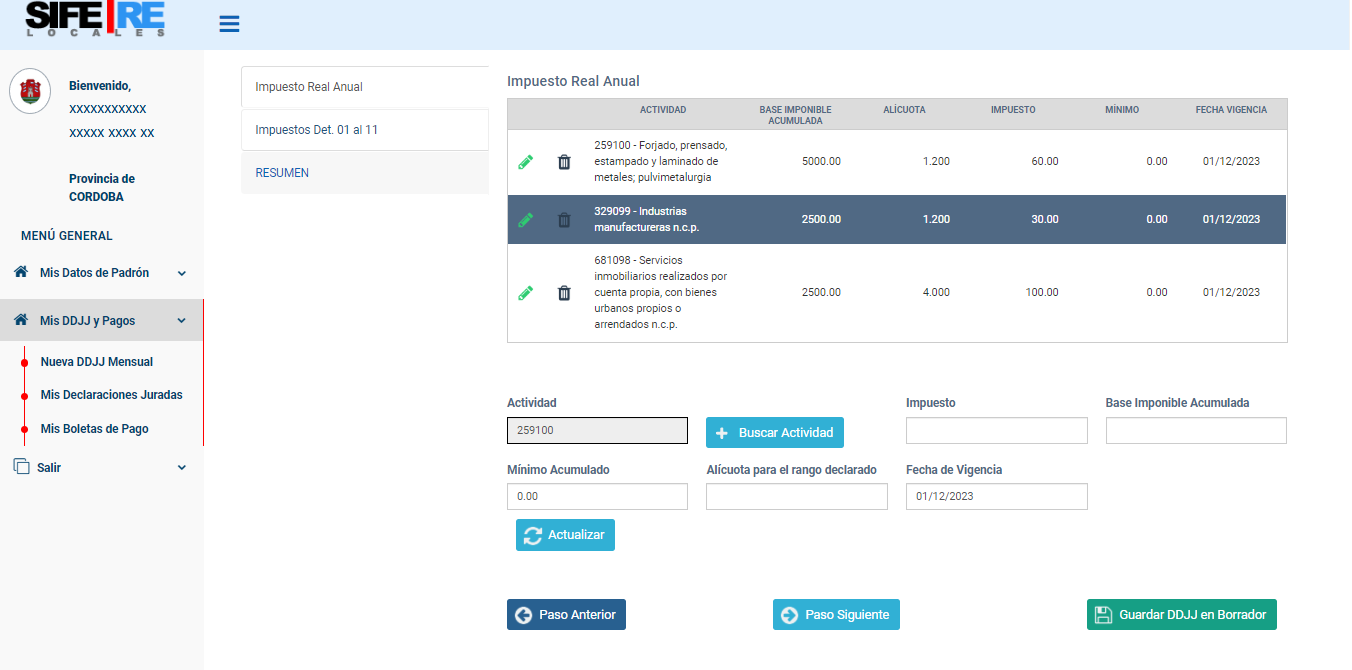 SIFE RE
LOCALES
Bienvenido,
XXXXXXXXXXX
XXXXX XXXX XX
Provincia de
CORDOBA
MENÚ GENERAL
Mis Datos de Padrón
Mis DDJJ y Pagos
Nueva DDJJ Mensual
Mis Declaraciones Juradas
Mis Boletas de Pago
Salir
Impuesto Real Anual
Impuestos Det. 01 al 11
RESUMEN
Impuesto Real Anual
ACTIVIDAD BASE IMPONIBLE ALÍCUOTA IMPUESTO MÍNIMO FECHA VIGENCIA
ACUMULADA
259100 - Forjado, prensado,
estampado y laminado de 5000.00 1.200 60.00 0.00 01/12/2023
metales; pulvimetalurgia
329099 - Industrias 2500.00 1.200 30.00 0.00 01/12/2023
manufactureras n.c.p.
681098 - Servicios
inmobiliarios realizados por
cuenta propia, con bienes 2500.00 4.000 100.00 0.00 01/12/2023
urbanos propios o
arrendados n.c.p.
Actividad Impuesto Base Imponible Acumulada
259100 Buscar Actividad
Mínimo Acumulado Alícuota para el rango declarado Fecha de Vigencia
0.00 01/12/2023
Actualizar
Paso Anterior Paso Siguiente Guardar DDJJ en Borrador